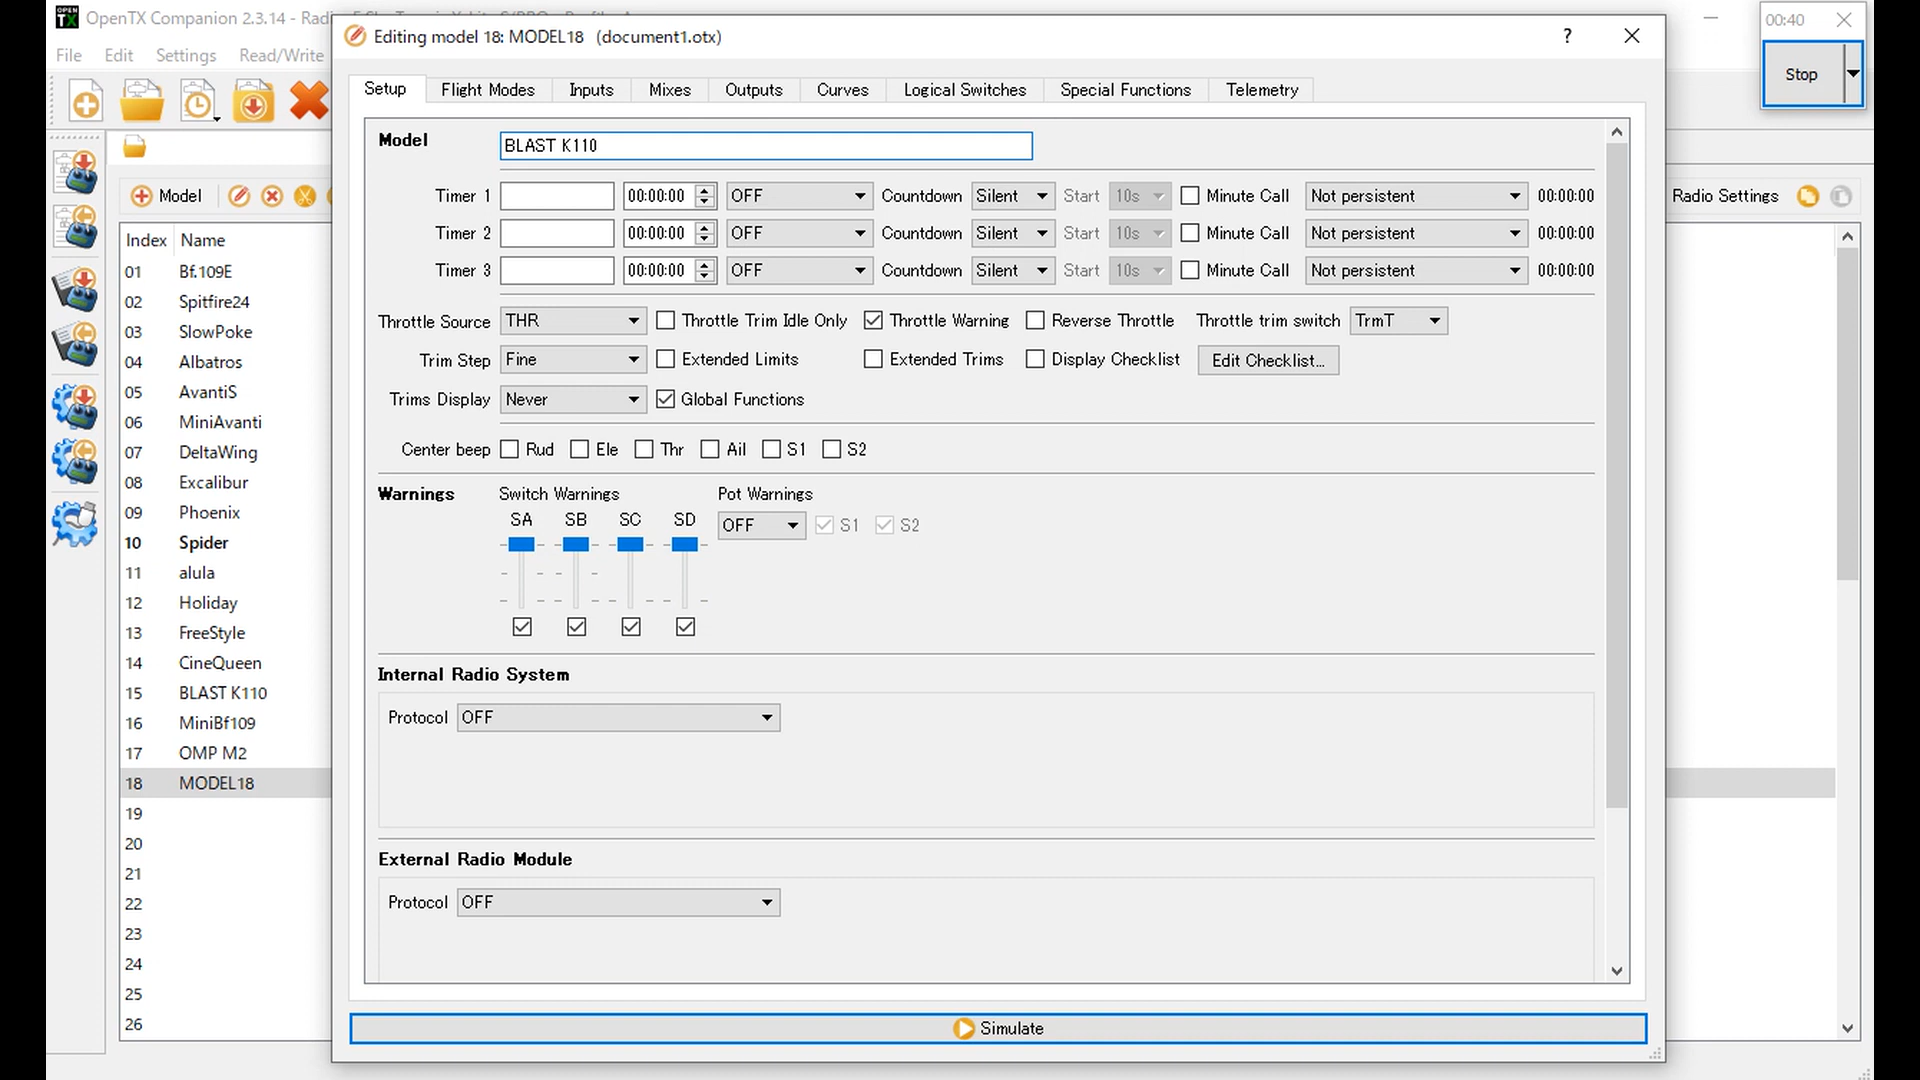 OPEN TX OpenTX Companion 2.3.14 - Rad
Editing model 18: MODEL18 (document1.otx) ?
00:40
File Edit Settings Read/Write
Stop
Setup Flight Modes Inputs Mixes Outputs Curves Logical Switches Special Functions Telemetry
Model BLAST K110
Model
Radio Settings
Timer 1 00:00:00 OFF Countdown Silent Start 10s Minute Call Not persistent 00:00:00
Timer 2 00:00:00 OFF Countdown Silent Start 10s Minute Call Not persistent 00:00:00
Timer 3 00:00:00 OFF Countdown Silent Start 10s Minute Call Not persistent 00:00:00
Throttle Source THR Throttle Trim Idle Only Throttle Warning Reverse Throttle Throttle trim switch TrmT
Trim Step Fine Extended Limits Extended Trims Display Checklist Edit Checklist...
Trims Display Never Global Functions
Center beep Rud Ele Thr Ail S1 S2
Warnings Switch Warnings Pot Warnings
SA SB SC SD OFF S1 S2
Internal Radio System
Protocol OFF
External Radio Module
Protocol OFF
Simulate
Index Name
01 Bf.109E
02 Spitfire24
03 SlowPoke
04 Albatros
05 AvantiS
06 MiniAvanti
07 DeltaWing
08 Excalibur
09 Phoenix
10 Spider
11 alula
12 Holiday
13 FreeStyle
14 CineQueen
15 BLAST K110
16 MiniBf109
17 OMP M2
18 MODEL18
19
20
21
22
23
24
25
26